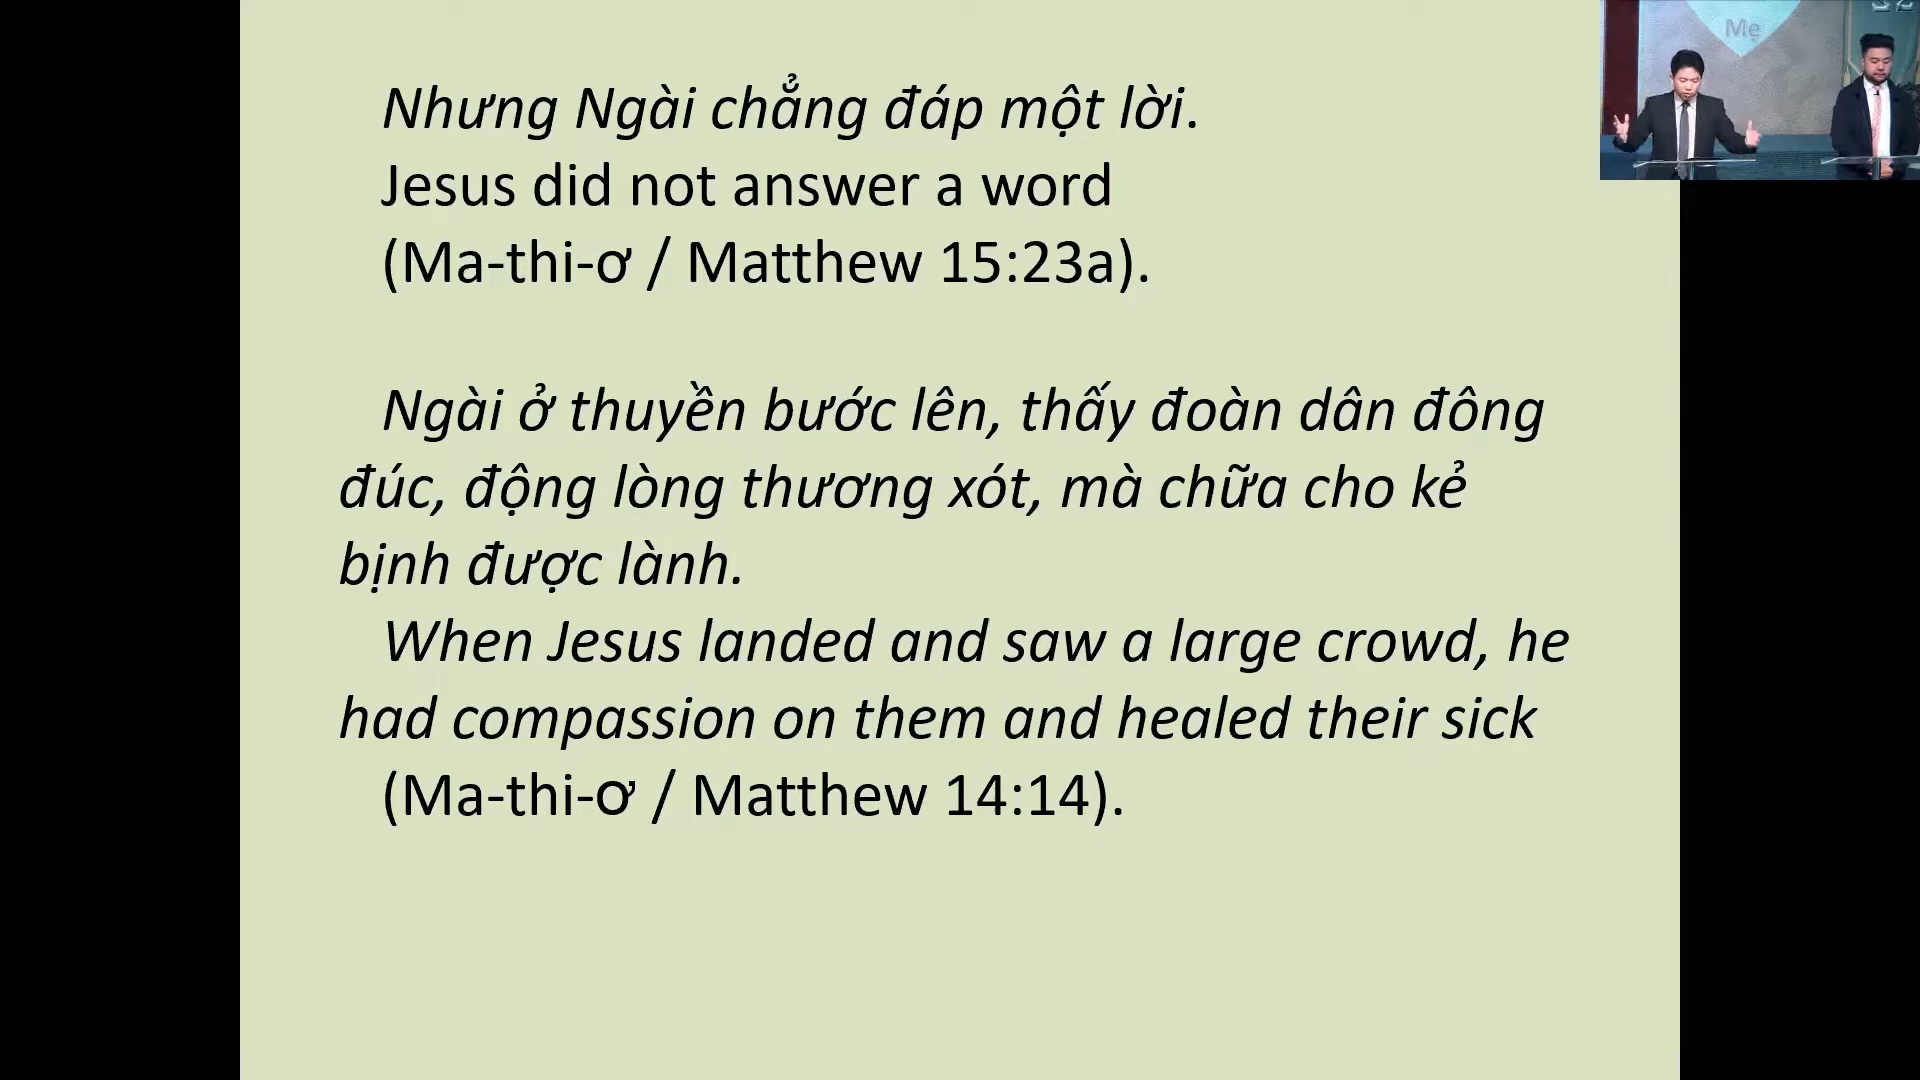 Mẹ
Nhưng Ngài chẳng đáp một lời.
Jesus did not answer a word
(Ma-thi-ơ / Matthew 15:23a).
Ngài ở thuyền bước lên, thấy đoàn dân đông
đúc, động lòng thương xót, mà chữa cho kẻ
bịnh được lành.
When Jesus landed and saw a large crowd, he
had compassion on them and healed their sick
(Ma-thi-ơ / Matthew 14:14).